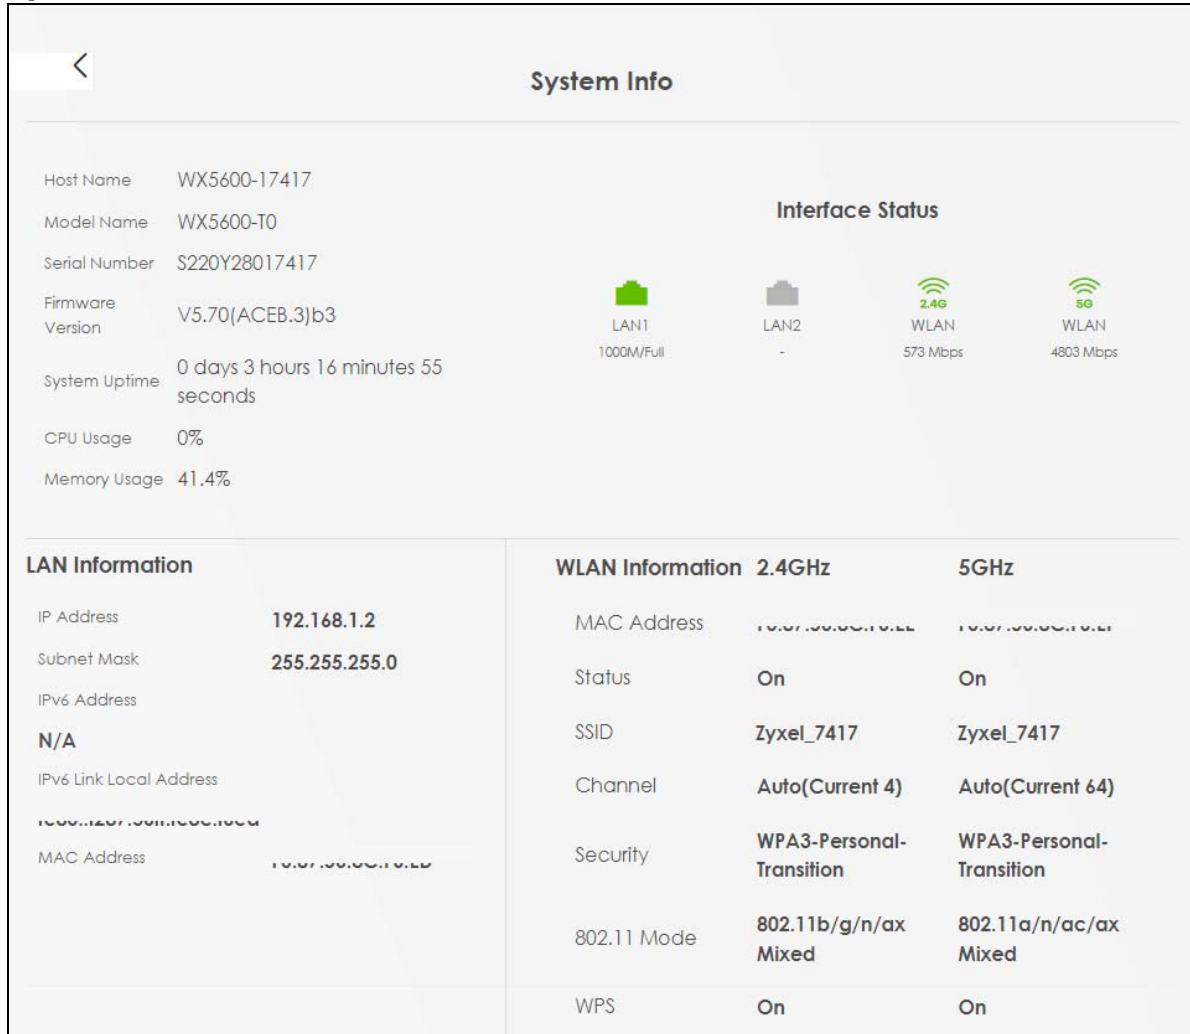 System Info
Host Name WX5600-17417
Model Name WX5600-T0
Serial Number S220Y28017417
Firmware
Version
V5.70(ACEB.3)b3
System Uptime
0 days 3 hours 16 minutes 55
seconds
CPU Usage 0%
Memory Usage 41.4%
Interface Status
2.4G 5G
LAN1 LAN2 WLAN WLAN
1000M/Full - 573 Mbps 4803 Mbps
LAN Information
IP Address 192.168.1.2
Subnet Mask 255.255.255.0
IPv6 Address
N/A
IPv6 Link Local Address
MAC Address
WLAN Information 2.4GHz 5GHz
MAC Address
Status On On
SSID Zyxel_7417 Zyxel_7417
Channel Auto(Current 4) Auto(Current 64)
Security
WPA3-Personal- WPA3-Personal-
Transition Transition
802.11 Mode
802.11b/g/n/ax 802.11a/n/ac/ax
Mixed Mixed
WPS On On